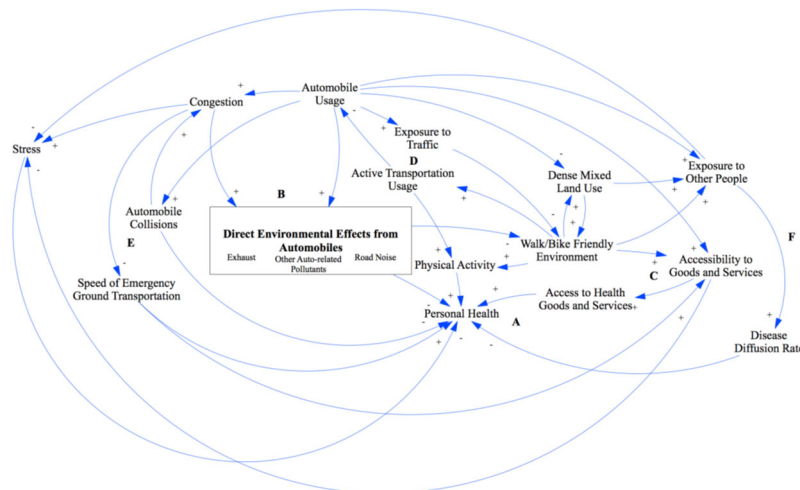 Automobile
Usage
Congestion
Stress
Exposure to
Traffic
D
Active Transportation
Usage
Dense Mixed
Land Use
Exposure to
Other People
B
Automobile
Collisions
E
Direct Environmental Effects from
Automobiles
Exhaust
Other Auto-related
Pollutants
Road Noise
Walk/Bike Friendly
Environment
F
Accessibility to
Goods and Services
C
Physical Activity
Speed of Emergency
Ground Transportation
Access to Health
Goods and Services
Personal Health
A
Disease
Diffusion Rate